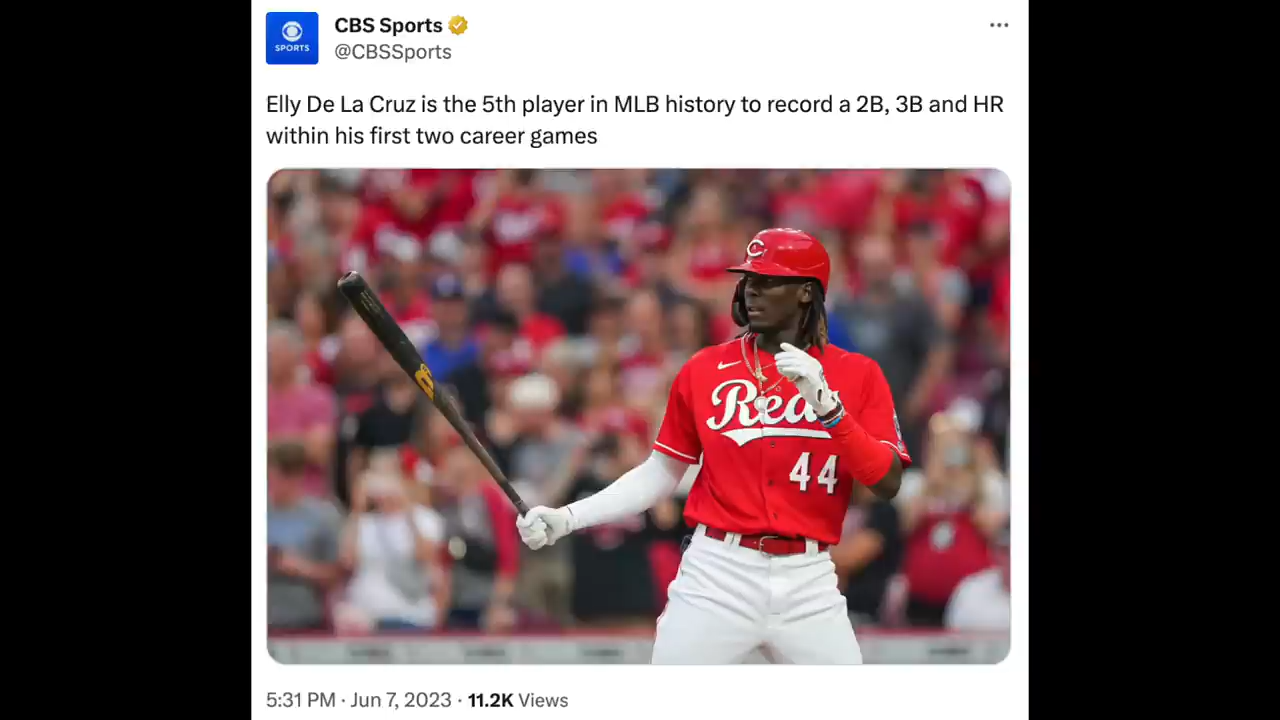 SPORTS
CBS Sports
@CBSSports
Elly De La Cruz is the 5th player in MLB history to record a 2B, 3B and HR
within his first two career games
C
Reds
44
5:31 PM · Jun 7, 2023 · 11.2K Views